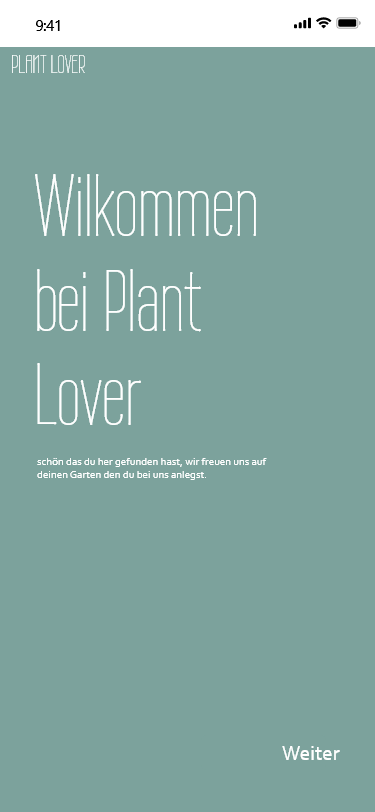 9:41
PLANT LOVER
Wilkommen
bei Plant
Lover
schön das du her gefunden hast, wir freuen uns auf
deinen Garten den du bei uns anlegst.
Weiter